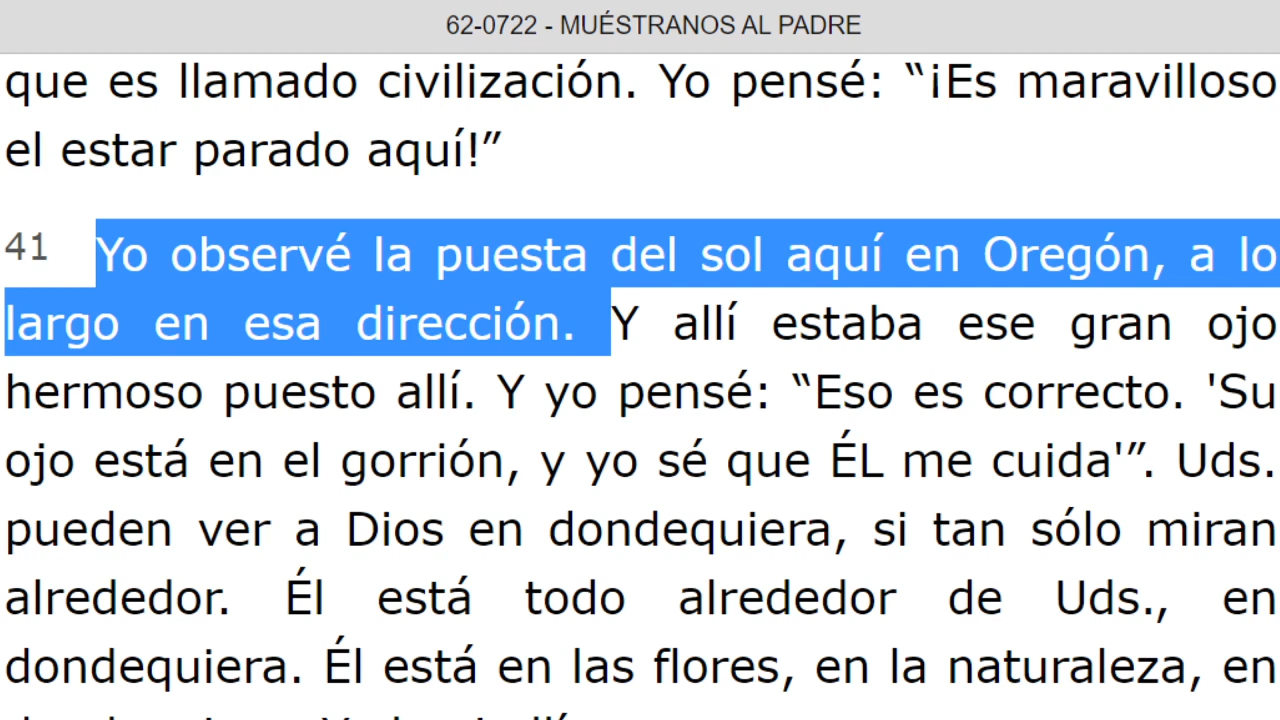 62-0722 - MUÉSTRANOS AL PADRE
que es llamado civilización. Yo pensé: “¡Es maravilloso
el estar parado aquí!”
41 Yo observé la puesta del sol aquí en Oregón, a lo
largo en esa dirección. Y allí estaba ese gran ojo
hermoso puesto allí. Y yo pensé: “Eso es correcto. 'Su
ojo está en el gorrión, y yo sé que ÉL me cuida'”. Uds.
pueden ver a Dios en dondequiera, si tan sólo miran
alrededor. Él está todo alrededor de Uds., en
dondequiera. Él está en las flores, en la naturaleza, en